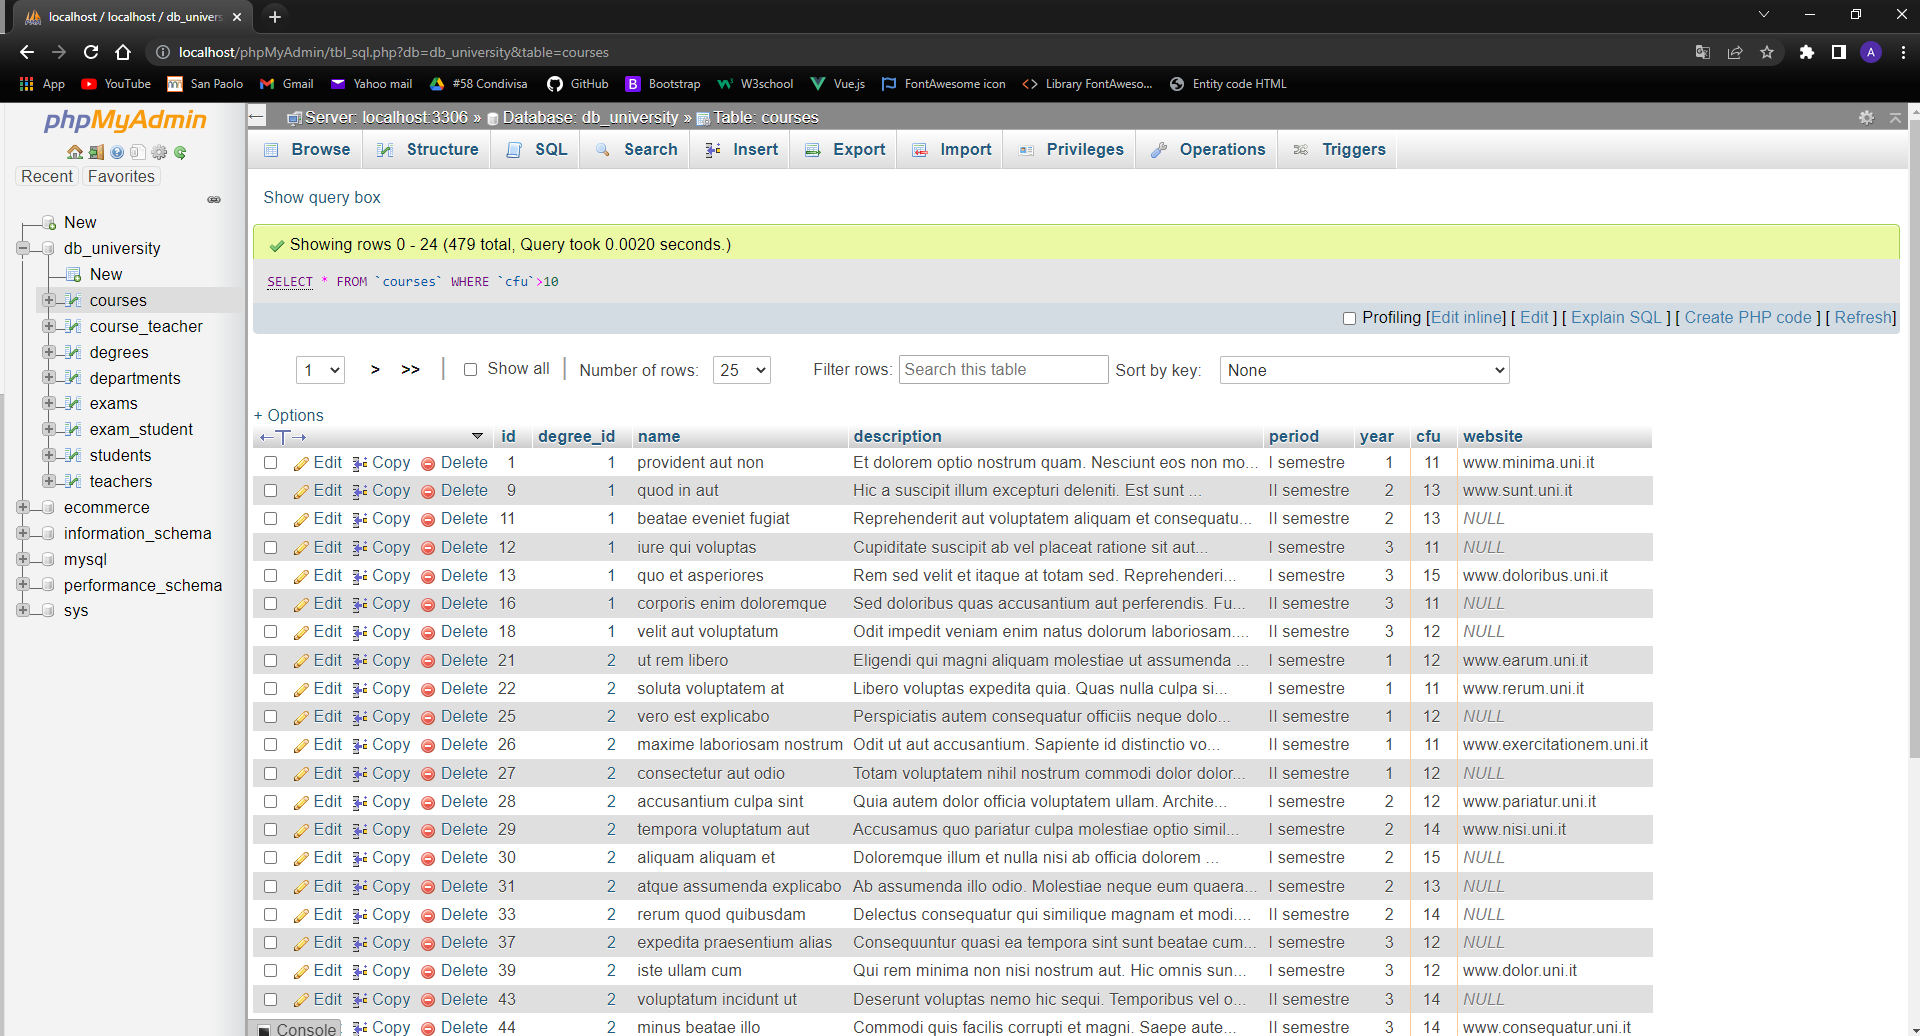 localhost / localhost / db_univers
localhost/phpMyAdmin/tbl_sql.php?db=db_university&table=courses
A
App YouTube San Paolo Gmail Yahoo mail #58 Condivisa GitHub Bootstrap W3school Vue.js FontAwesome icon Library FontAweso... Entity code HTML
phpMyAdmin
Recent Favorites
New
db_university
New
courses
course_teacher
degrees
departments
exams
exam_student
students
teachers
ecommerce
information_schema
mysql
performance_schema
sys
Server: localhost:3306 » Database: db_university » Table: courses
Browse Structure SQL Search Insert Export Import Privileges Operations Triggers
Show query box
Showing rows 0 - 24 (479 total, Query took 0.0020 seconds.)
SELECT * FROM `courses` WHERE `cfu`>10
Profiling [Edit inline] [ Edit ] [ Explain SQL ] [ Create PHP code ] [ Refresh]
1 > >> | Show all | Number of rows: 25 Filter rows: Search this table Sort by key: None
+ Options
←T→ id degree_id name description period year cfu website
Edit Copy Delete 1 1 provident aut non Et dolorem optio nostrum quam. Nesciunt eos non mo... I semestre 1 11 www.minima.uni.it
Edit Copy Delete 9 1 quod in aut Hic a suscipit illum excepturi deleniti. Est sunt ... II semestre 2 13 www.sunt.uni.it
Edit Copy Delete 11 1 beatae eveniet fugiat Reprehenderit aut voluptatem aliquam et consequatu... II semestre 2 13 NULL
Edit Copy Delete 12 1 iure qui voluptas Cupiditate suscipit ab vel placeat ratione sit aut... I semestre 3 11 NULL
Edit Copy Delete 13 1 quo et asperiores Rem sed velit et itaque at totam sed. Reprehenderi... I semestre 3 15 www.doloribus.uni.it
Edit Copy Delete 16 1 corporis enim doloremque Sed doloribus quas accusantium aut perferendis. Fu... II semestre 3 11 NULL
Edit Copy Delete 18 1 velit aut voluptatum Odit impedit veniam enim natus dolorum laboriosam.... II semestre 3 12 NULL
Edit Copy Delete 21 2 ut rem libero Eligendi qui magni aliquam molestiae ut assumenda ... I semestre 1 12 www.earum.uni.it
Edit Copy Delete 22 2 soluta voluptatem at Libero voluptas expedita quia. Quas nulla culpa si... I semestre 1 11 www.rerum.uni.it
Edit Copy Delete 25 2 vero est explicabo Perspiciatis autem consequatur officiis neque dolo... II semestre 1 12 NULL
Edit Copy Delete 26 2 maxime laboriosam nostrum Odit ut aut accusantium. Sapiente id distinctio vo... II semestre 1 11 www.exercitationem.uni.it
Edit Copy Delete 27 2 consectetur aut odio Totam voluptatem nihil nostrum commodi dolor dolor... II semestre 1 12 NULL
Edit Copy Delete 28 2 accusantium culpa sint Quia autem dolor officia voluptatem ullam. Archite... I semestre 2 12 www.pariatur.uni.it
Edit Copy Delete 29 2 tempora voluptatum aut Accusamus quo pariatur culpa molestiae optio simil... I semestre 2 14 www.nisi.uni.it
Edit Copy Delete 30 2 aliquam aliquam et Doloremque illum et nulla nisi ab officia dolorem ... I semestre 2 15 NULL
Edit Copy Delete 31 2 atque assumenda explicabo Ab assumenda illo odio. Molestiae neque eum quaera... I semestre 2 13 NULL
Edit Copy Delete 33 2 rerum quod quibusdam Delectus consequatur qui similique magnam et modi.... II semestre 2 14 NULL
Edit Copy Delete 37 2 expedita praesentium alias Consequuntur quasi ea tempora sint sunt beatae cum... I semestre 3 12 NULL
Edit Copy Delete 39 2 iste ullam cum Qui rem minima non nisi nostrum aut. Hic omnis sun... I semestre 3 12 www.dolor.uni.it
Edit Copy Delete 43 2 voluptatum incidunt ut Deserunt voluptas nemo hic sequi. Temporibus vel o... II semestre 3 14 NULL
Console Copy Delete 44 2 minus beatae illo Commodi quis facilis corrupti et magni. Saepe aute... II semestre 3 14 www.consequatur.uni.it